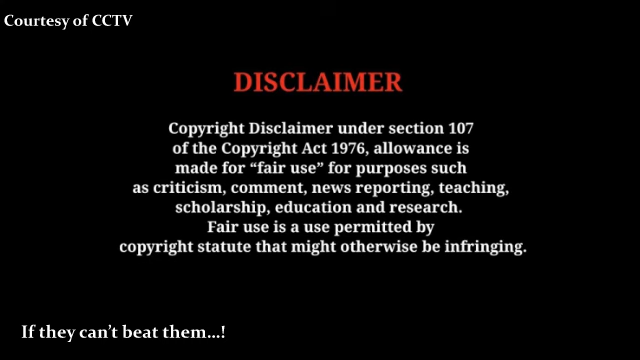 Courtesy of CCTV
DISCLAIMER
Copyright Disclaimer under section 107
of the Copyright Act 1976, allowance is
made for “fair use” for purposes such
as criticism, comment, news reporting, teaching,
scholarship, education and research.
Fair use is a use permitted by
copyright statute that might otherwise be infringing.
If they can’t beat them...!